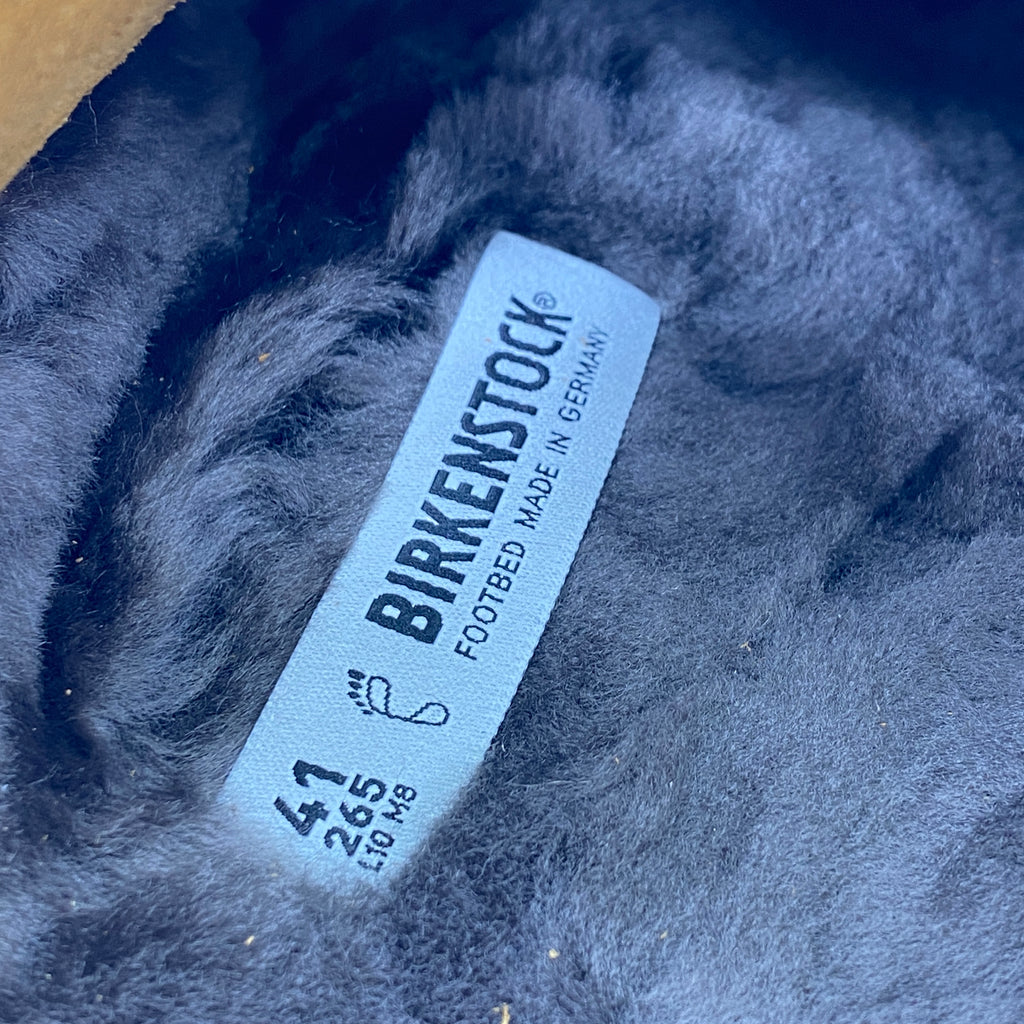 BIRKENSTOCK®
FOOTBED MADE IN GERMANY
41
265
L10 M8